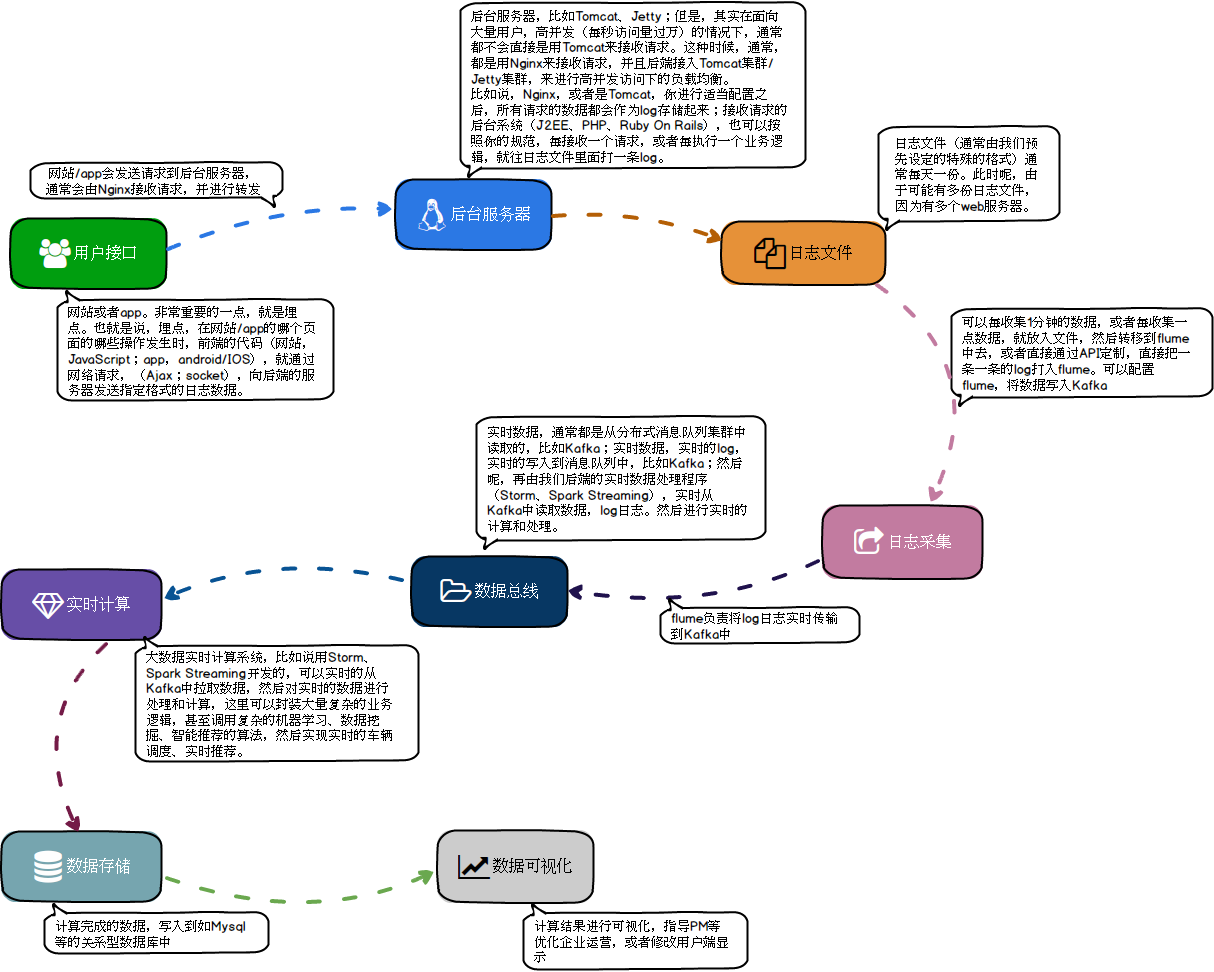 后台服务器，比如Tomcat、Jetty；但是，其实在面向
大量用户，高并发（每秒访问量过万）的情况下，通常
都不会直接是用Tomcat来接收请求。这种时候，通常，
都是用Nginx来接收请求，并且后端接入Tomcat集群/
Jetty集群，来进行高并发访问下的负载均衡。
比如说，Nginx，或者是Tomcat，你进行适当配置之
后，所有请求的数据都会作为log存储起来；接收请求的
后台系统（J2EE、PHP、Ruby On Rails），也可以按
照你的规范，每接收一个请求，或者每执行一个业务逻
辑，就往日志文件里面打一条log。
日志文件（通常由我们预
先设定的特殊的格式）通
常每天一份。此时呢，由
于可能有多份日志文件，
因为有多个web服务器。
网站/app会发送请求到后台服务器，
通常会由Nginx接收请求，并进行转发
后台服务器
用户接口
日志文件
网站或者app。非常重要的一点，就是埋
点。也就是说，埋点，在网站/app的哪个页
面的哪些操作发生时，前端的代码（网站，
JavaScript；app，android/IOS），就通过
网络请求，（Ajax；socket），向后端的服
务器发送指定格式的日志数据。
可以每收集1分钟的数据，或者每收集一
点数据，就放入文件，然后转移到flume
中去，或者直接通过API定制，直接把一
条一条的log打入flume。可以配置
flume，将数据写入Kafka
实时数据，通常都是从分布式消息队列集群中
读取的，比如Kafka；实时数据，实时的log，
实时的写入到消息队列中，比如Kafka；然后
呢，再由我们后端的实时数据处理程序
（Storm、Spark Streaming），实时从
Kafka中读取数据，log日志。然后进行实时的
计算和处理。
日志采集
数据总线
实时计算
flume负责将log日志实时传输
到Kafka中
大数据实时计算系统，比如说用Storm、
Spark Streaming开发的，可以实时的从
Kafka中拉取数据，然后对实时的数据进行
处理和计算，这里可以封装大量复杂的业务
逻辑，甚至调用复杂的机器学习、数据挖
掘、智能推荐的算法，然后实现实时的车辆
调度、实时推荐。
数据存储
数据可视化
计算完成的数据，写入到如Mysql
等的关系型数据库中
计算结果进行可视化，指导PM等
优化企业运营，或者修改用户端显
示